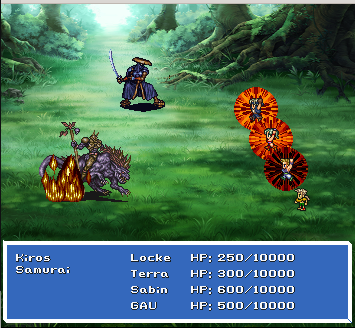 Kiros
Samurai
Locke HP; 250/10000
Terra HP; 300/10000
Sabin HP; 600/10000
GAU HP; 500/10000